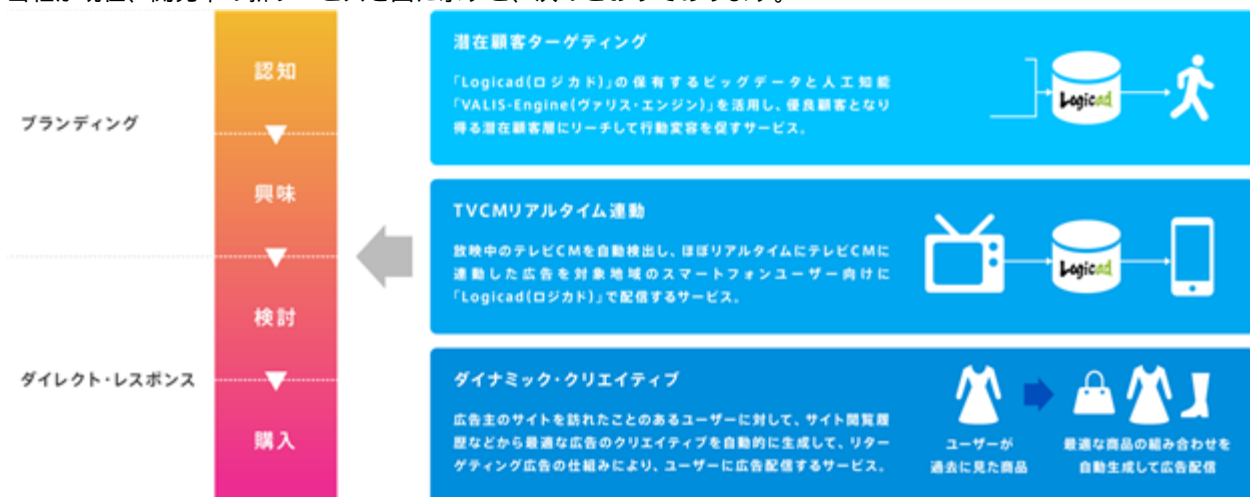 ブランディング
ダイレクト・レスポンス
認知
興味
検討
購入
潜在顧客ターゲティング
「Logicad(ロジカド)」の保有するビッグデータと人工知能
「VALIS-Engine(ヴァリス・エンジン)」を活用し、優良顧客となり
得る潜在顧客層にリーチして行動変容を促すサービス。
Logicad
TVCMリアルタイム連動
放映中のテレビCMを自動検出し、ほぼリアルタイムにテレビCMに
連動した広告を対象地域のスマートフォンユーザー向けに
「Logicad(ロジカド)」で配信するサービス。
Logicad
ダイナミック・クリエイティブ
広告主のサイトを訪れたことのあるユーザーに対して、サイト閲覧履
歴などから最適な広告のクリエイティブを自動的に生成して、リター
ゲティング広告の仕組みにより、ユーザーに広告配信するサービス。
ユーザーが
過去に見た商品
最適な商品の組み合わせを
自動生成して広告配信